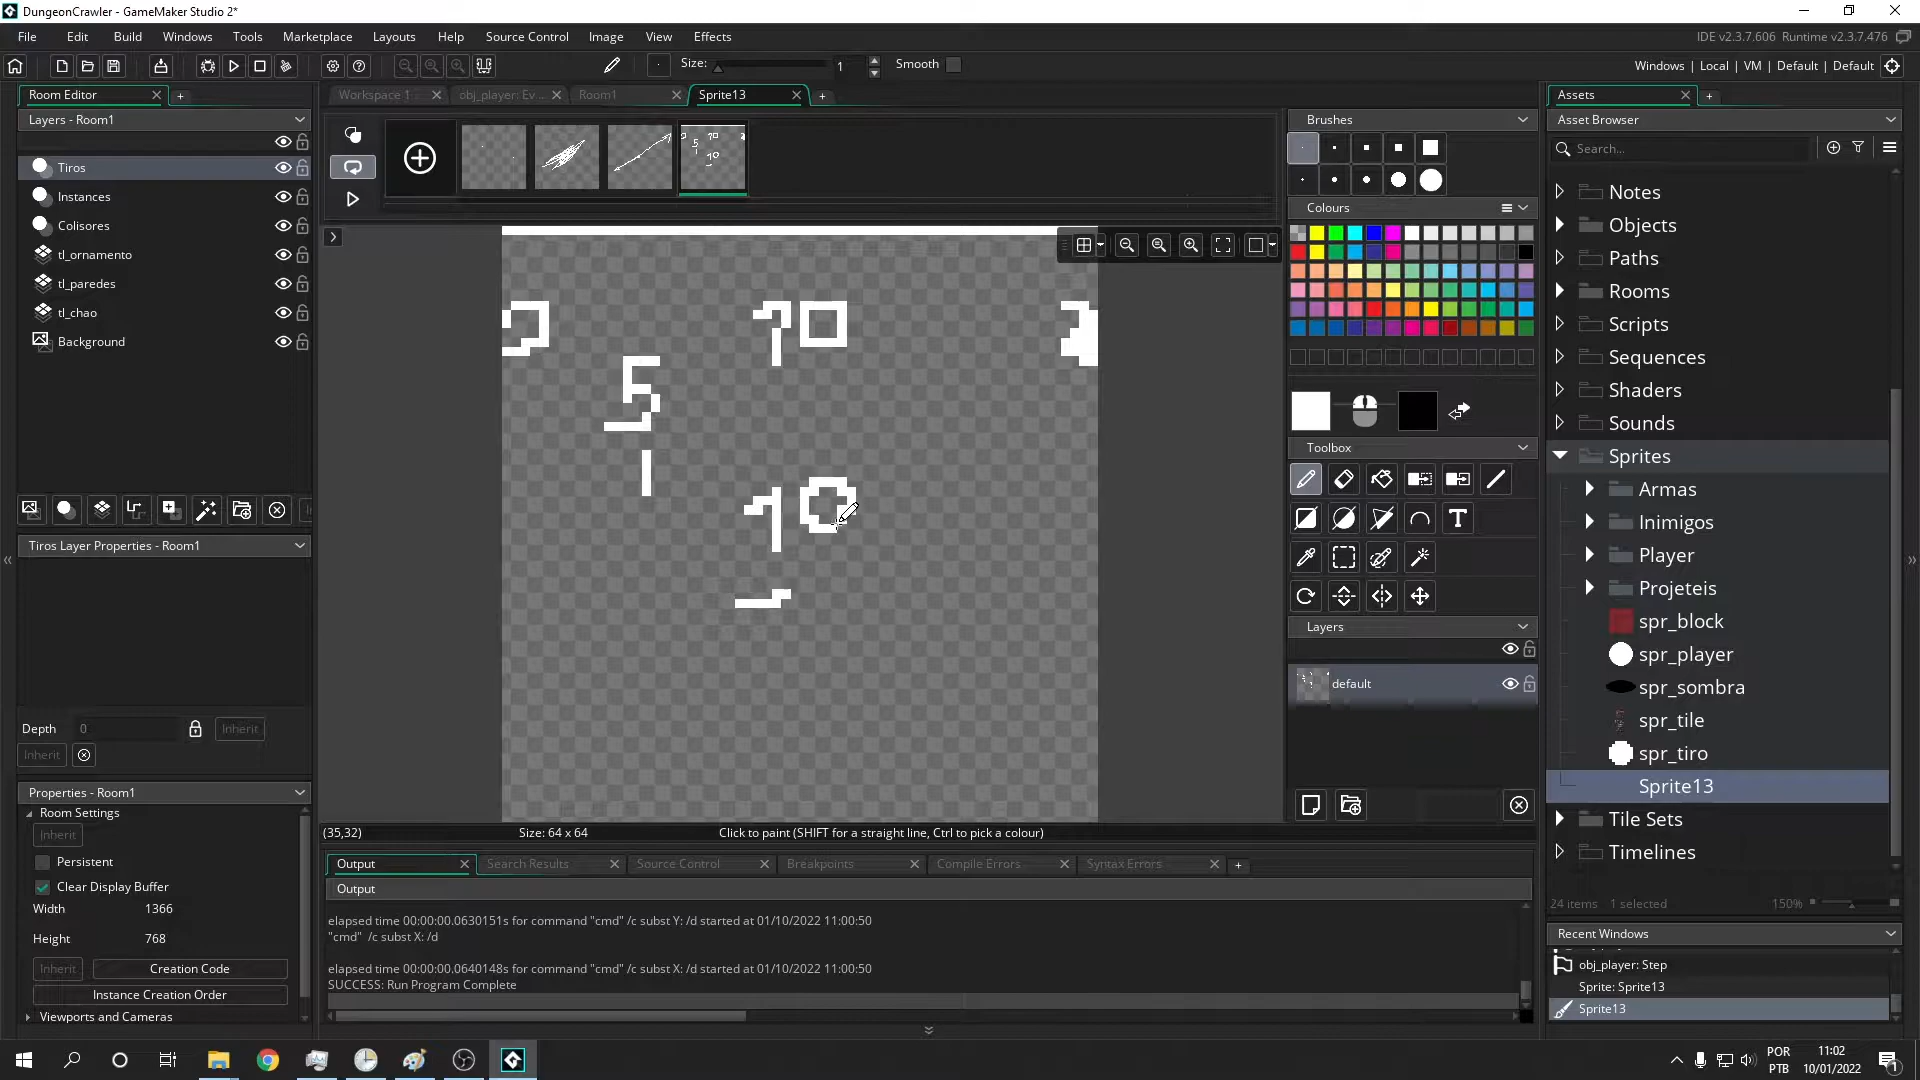 DungeonCrawler - GameMaker Studio 2*
File Edit Build Windows Tools Marketplace Layouts Help Source Control Image View Effects
IDE v2.3.7.606 Runtime v2.3.7.476
Size: 1 Smooth
Windows | Local | VM | Default | Default
Room Editor
Workspace 1
obj_player: Ev...
Room1
Sprite13
Assets
Layers - Room1
Tiros
Instances
Colisores
tl_ornamento
tl_paredes
tl_chao
Background
Tiros Layer Properties - Room1
Depth 0 Inherit
Inherit
Properties - Room1
Room Settings
Inherit
Persistent
Clear Display Buffer
Width 1366
Height 768
Inherit Creation Code
Instance Creation Order
Viewports and Cameras
10
5
10
(35,32) Size: 64 x 64 Click to paint (SHIFT for a straight line, Ctrl to pick a colour)
Output Search Results Source Control Breakpoints Compile Errors Syntax Errors
Output
elapsed time 00:00:00.0630151s for command "cmd" /c subst Y: /d started at 01/10/2022 11:00:50
"cmd" /c subst X: /d
elapsed time 00:00:00.0640148s for command "cmd" /c subst X: /d started at 01/10/2022 11:00:50
SUCCESS: Run Program Complete
Brushes
Colours
Toolbox
T
Layers
default
Asset Browser
Search...
Notes
Objects
Paths
Rooms
Scripts
Sequences
Shaders
Sounds
Sprites
Armas
Inimigos
Player
Projeteis
spr_block
spr_player
spr_sombra
spr_tile
spr_tiro
Sprite13
Tile Sets
Timelines
24 items 1 selected 150%
Recent Windows
obj_player: Step
Sprite: Sprite13
Sprite13
POR
PTB
11:02
10/01/2022
1